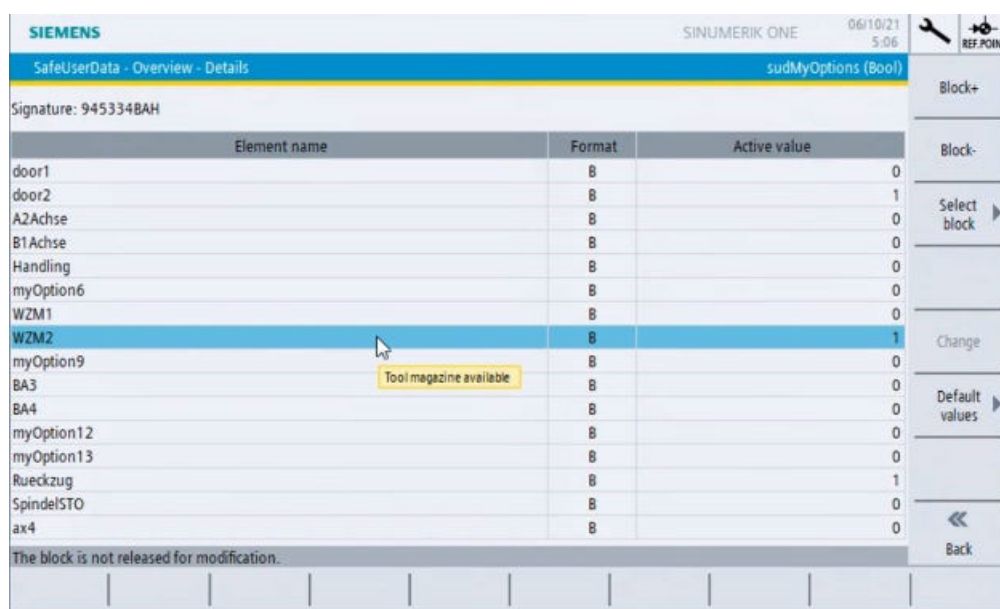 SIEMENS
SINUMERIK ONE
06/10/21
5:06
REF.POIN
SafeUserData - Overview - Details
sudMyOptions (Bool)
Signature: 945334BAH
Element name Format Active value
door1 B 0
door2 B 1
A2Achse B 0
B1Achse B 0
Handling B 0
myOption6 B 0
WZM1 B 0
WZM2 B 1
myOption9 B 0
Tool magazine available
BA3 B 0
BA4 B 0
myOption12 B 0
myOption13 B 0
Rueckzug B 1
SpindelSTO B 0
ax4 B 0
The block is not released for modification.
Block+
Block-
Select
block
Change
Default
values
Back